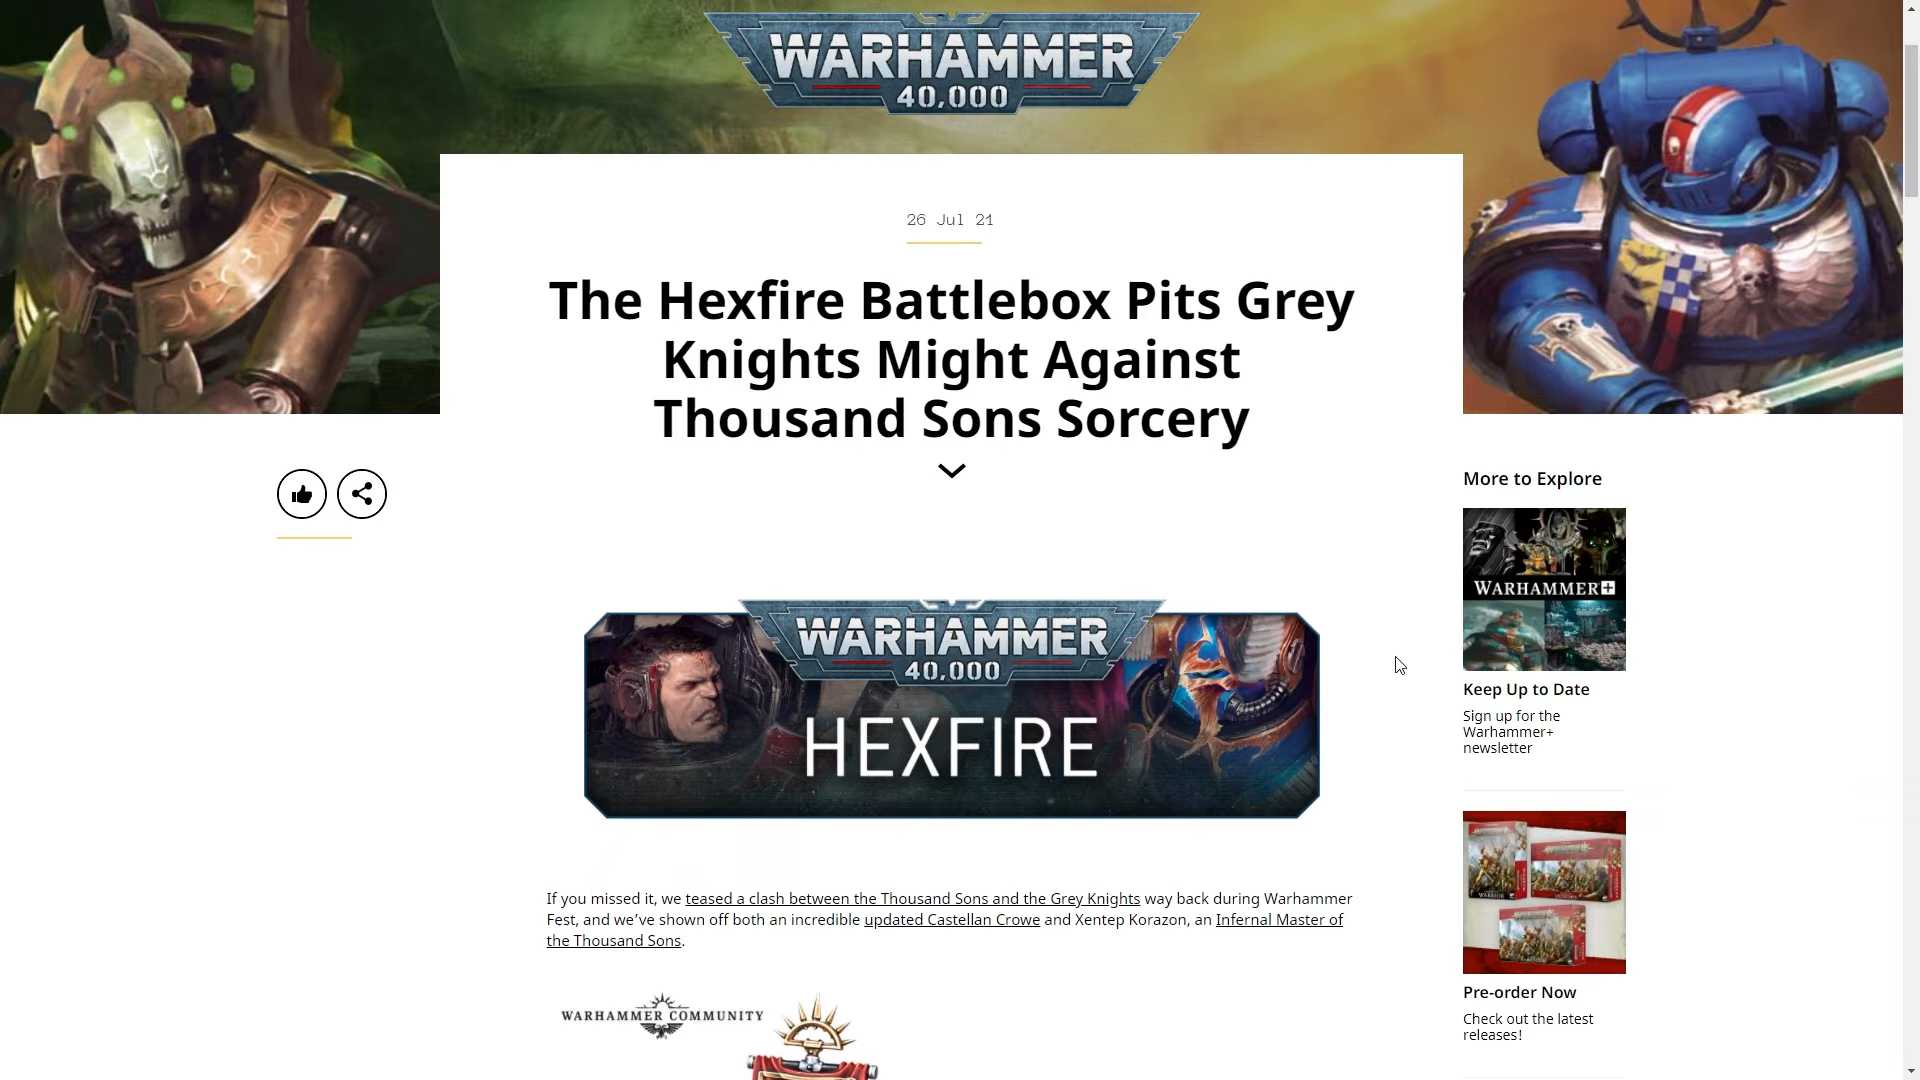 WARHAMMER
40,000
26 Jul 21
The Hexfire Battlebox Pits Grey
Knights Might Against
Thousand Sons Sorcery
WARHAMMER
40,000
HEXFIRE
If you missed it, we teased a clash between the Thousand Sons and the Grey Knights way back during Warhammer
Fest, and we’ve shown off both an incredible updated Castellan Crowe and Xentep Korazon, an Infernal Master of
the Thousand Sons.
WARHAMMER COMMUNITY
More to Explore
WARHAMMER+
Keep Up to Date
Sign up for the
Warhammer+
newsletter
Pre-order Now
Check out the latest
releases!